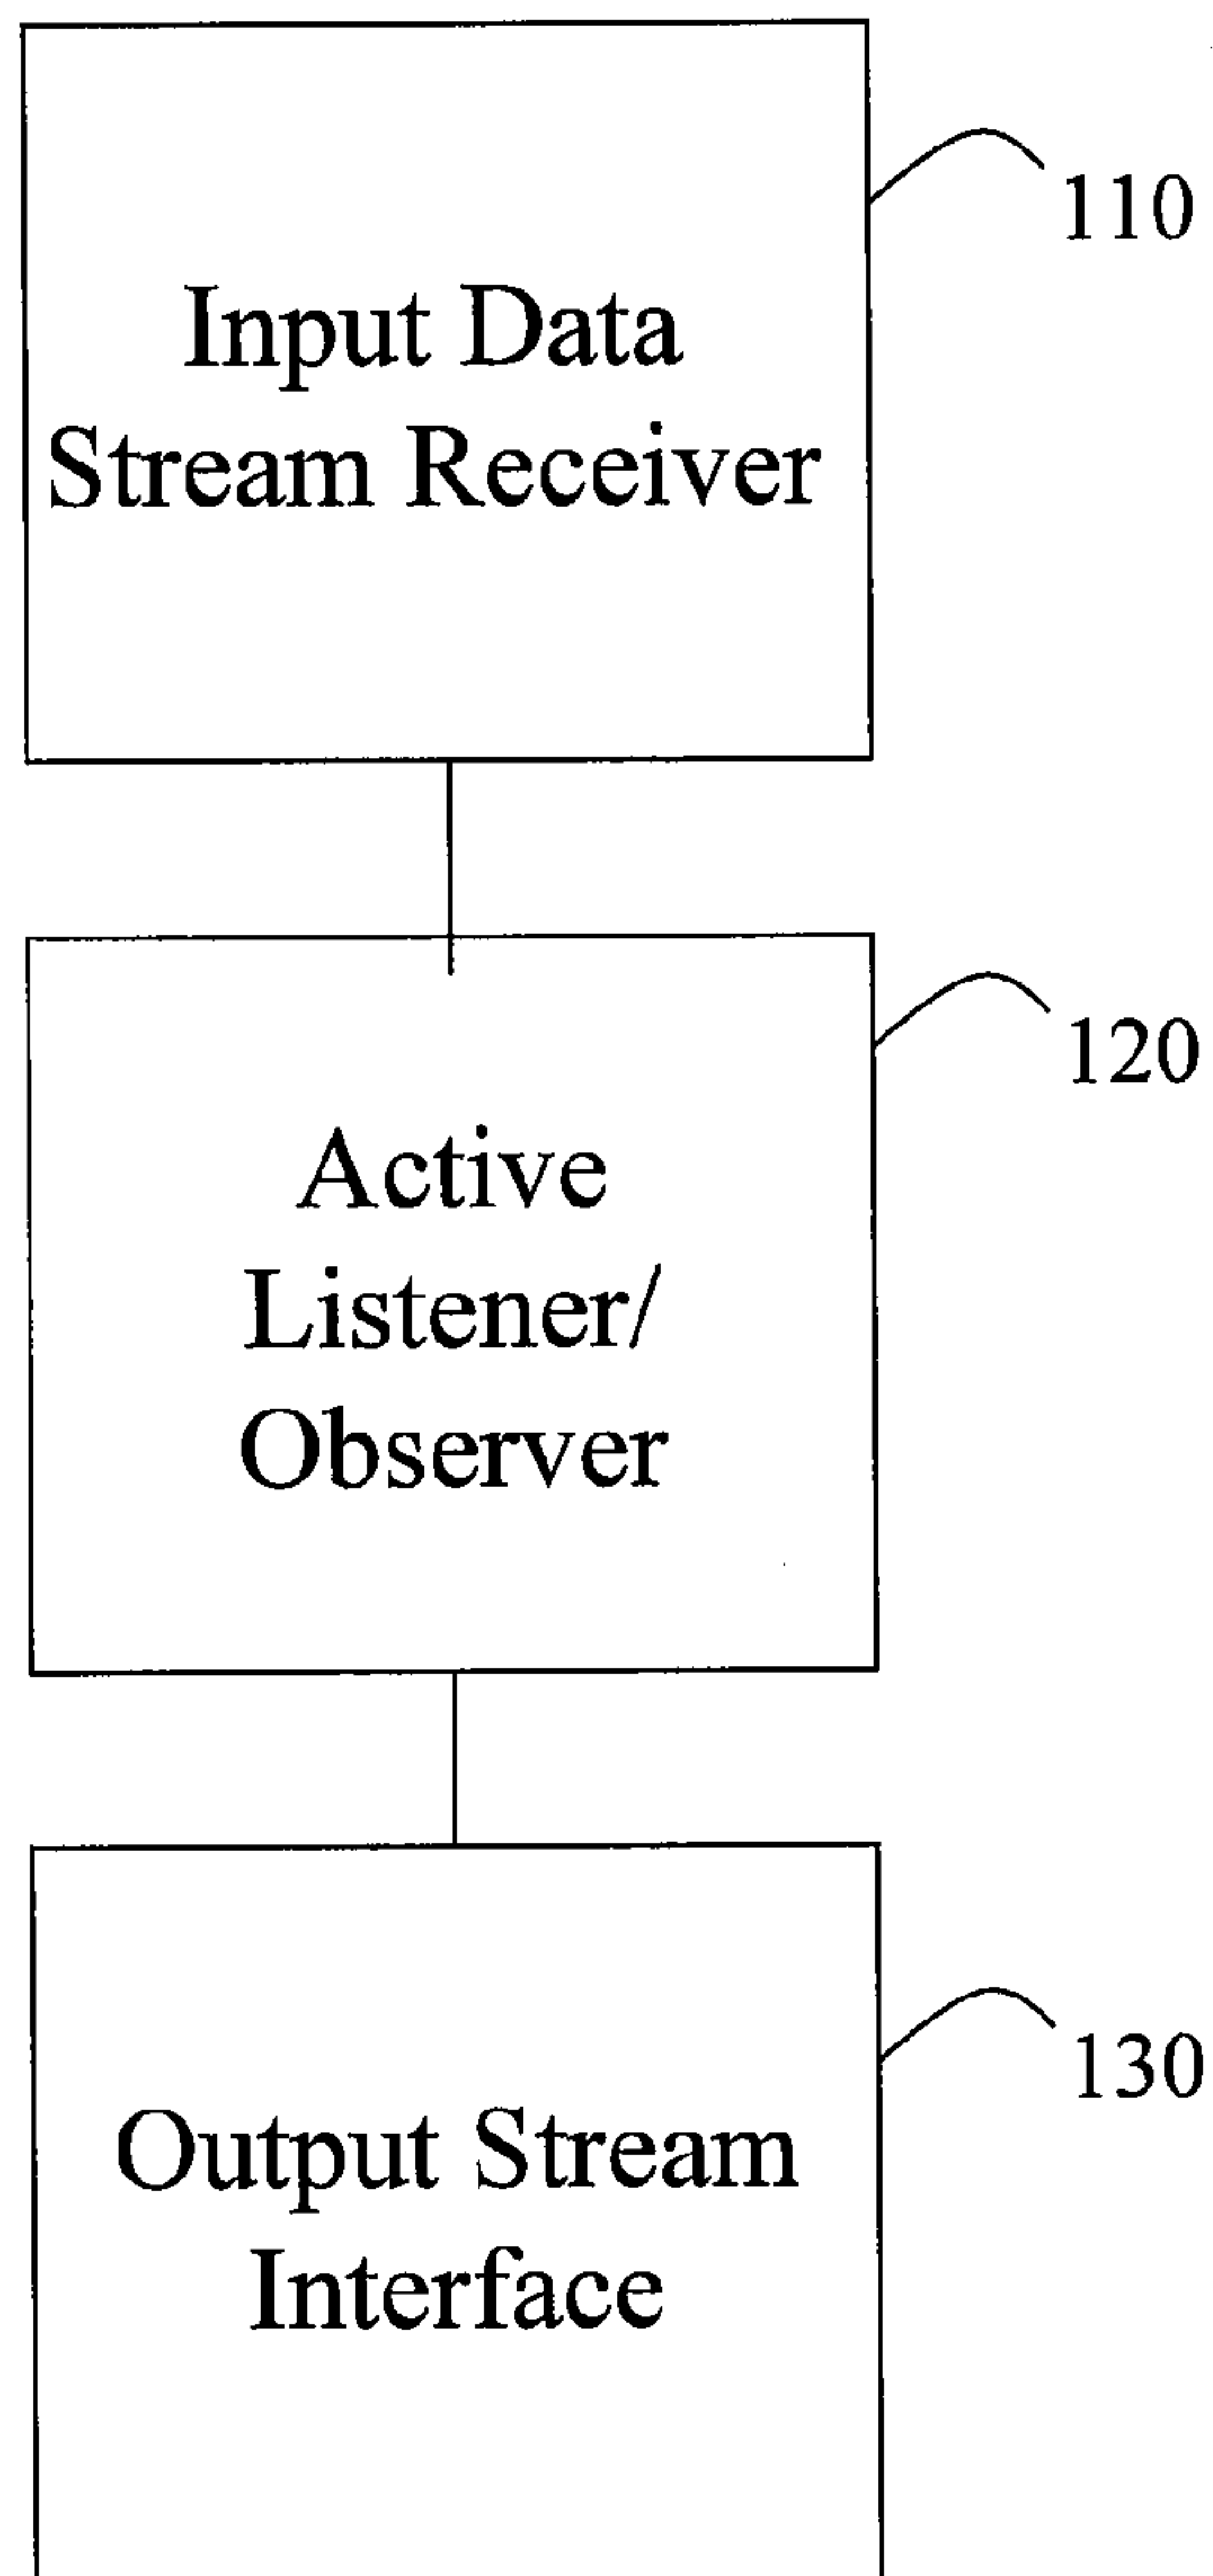 110
Input Data
Stream Receiver
120
Active
Listener/
Observer
130
Output Stream
Interface